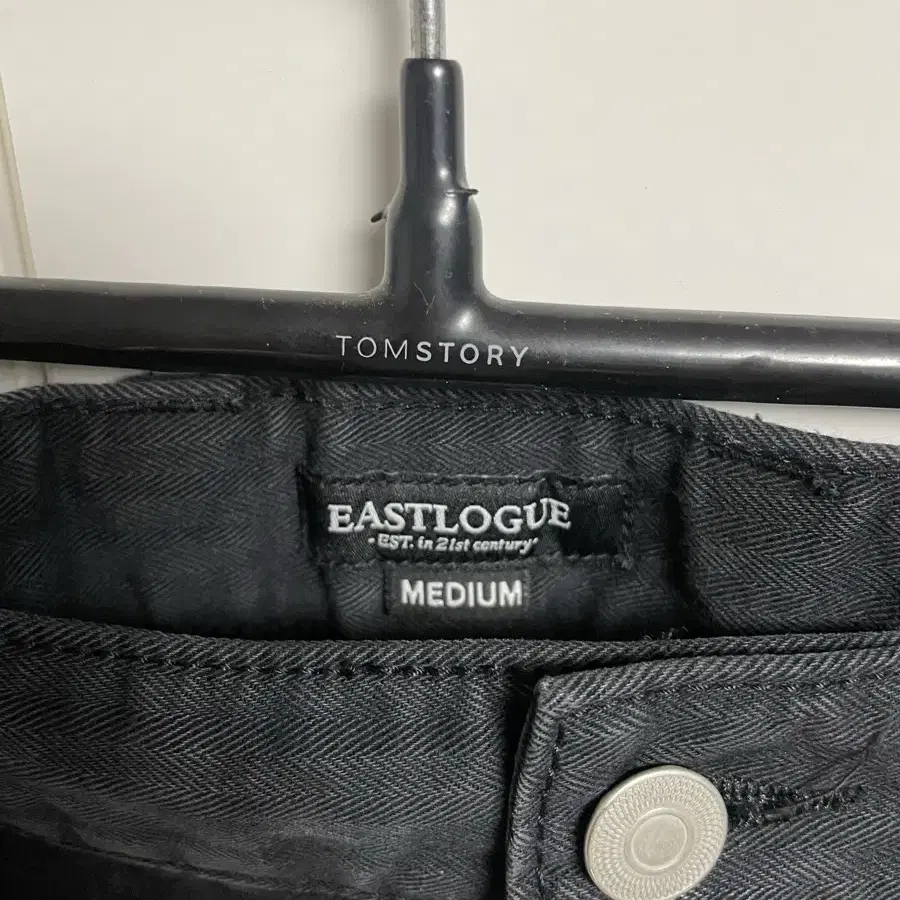 TOMSTORY
EASTLOGUE
- EST. in 21st century -
MEDIUM